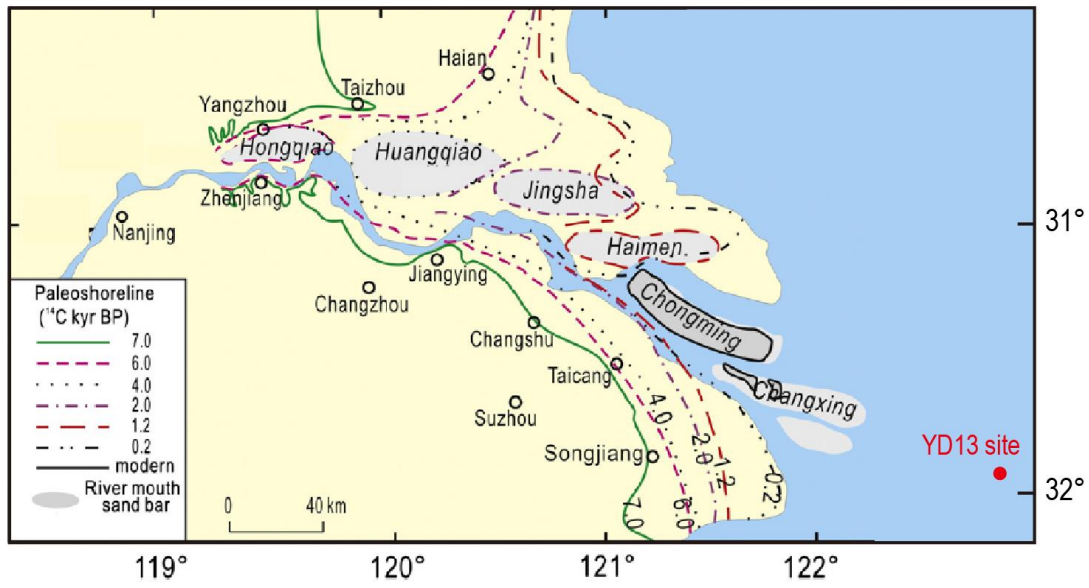 Haian
Taizhou
Yangzhou
Hongqiao
Huangqiao
Jingsha
Zhenjiang
Nanjing
31°
Haimen
Jiangying
Changzhou
Chongming
Changshu
Taicang
Changxing
Suzhou
Songjiang
YD13 site
32°
4.0
2.0
1.2
0.2
7.0
6.0
Paleoshoreline
(¹⁴C kyr BP)
7.0
6.0
4.0
2.0
1.2
0.2
modern
River mouth
sand bar
0 40 km
119° 120° 121° 122°